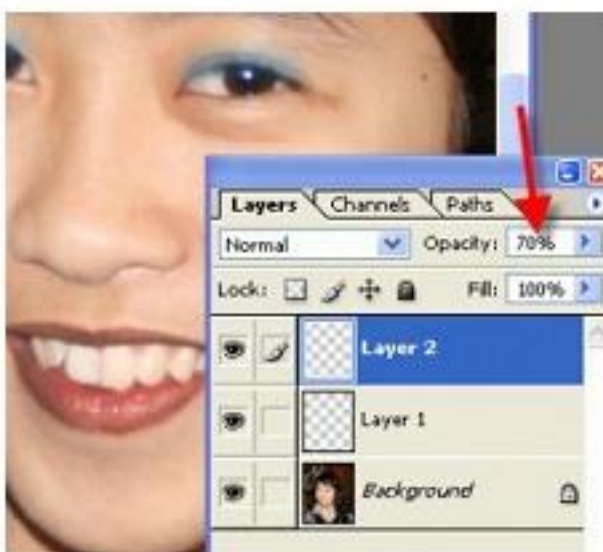 Layers Channels Paths
Normal Opacity: 70%
Lock: Fill: 100%
Layer 2
Layer 1
Background